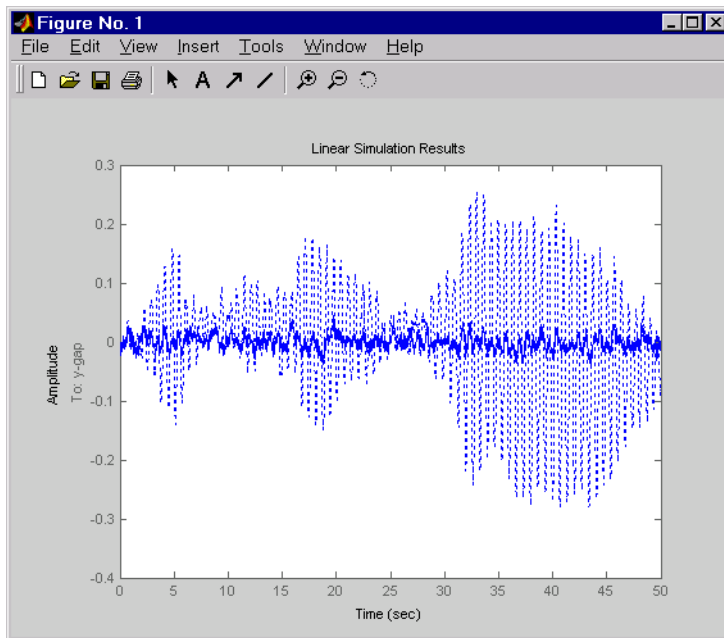 Figure No. 1
File Edit View Insert Tools Window Help
A
Linear Simulation Results
0.3
0.2
0.1
0
-0.1
-0.2
-0.3
-0.4
Amplitude
To: y-gap
0 5 10 15 20 25 30 35 40 45 50
Time (sec)